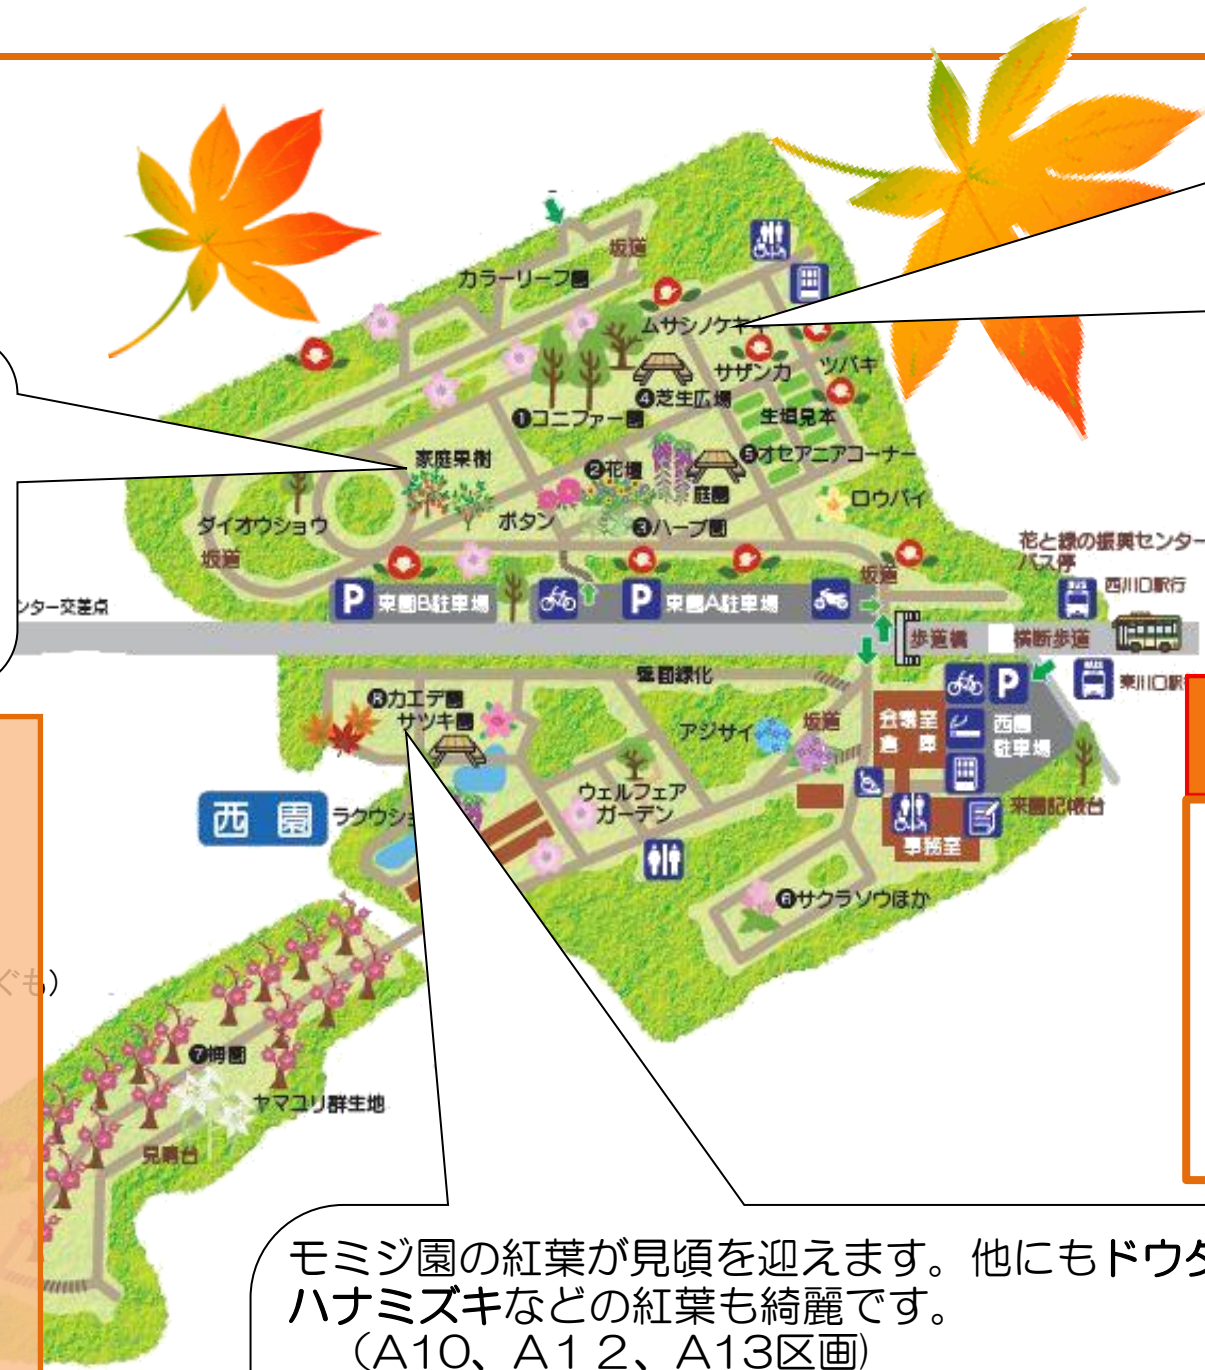 坂道
カラーリーフ園
ムサシノケヤキ
サザンカ
ツバキ
❹芝生広場
❶コニファー園
生垣見本
家庭果樹
❷花壇
❺オセアニアコーナー
庭園
ロウバイ
ボタン
❸ハーブ園
ダイオウショウ
坂道
花と緑の振興センター
バス停
西川口駅行
坂道
P 東園B駐車場
P 東園A駐車場
ンター交差点
歩道橋
横断歩道
BUS
東川口駅
壁面緑化
カエデ園
サツキ園
P
アジサイ
坂道
会議室
倉庫
西園
駐車場
西園
ラクウショ
ウェルフェア
ガーデン
来園記帳台
事務室
❻サクラソウほか
ぐも)
❼梅園
ヤマユリ群生地
見晴台
モミジ園の紅葉が見頃を迎えます。他にもドウダ
ハナミズキなどの紅葉も綺麗です。
(A10、A12、A13区画)